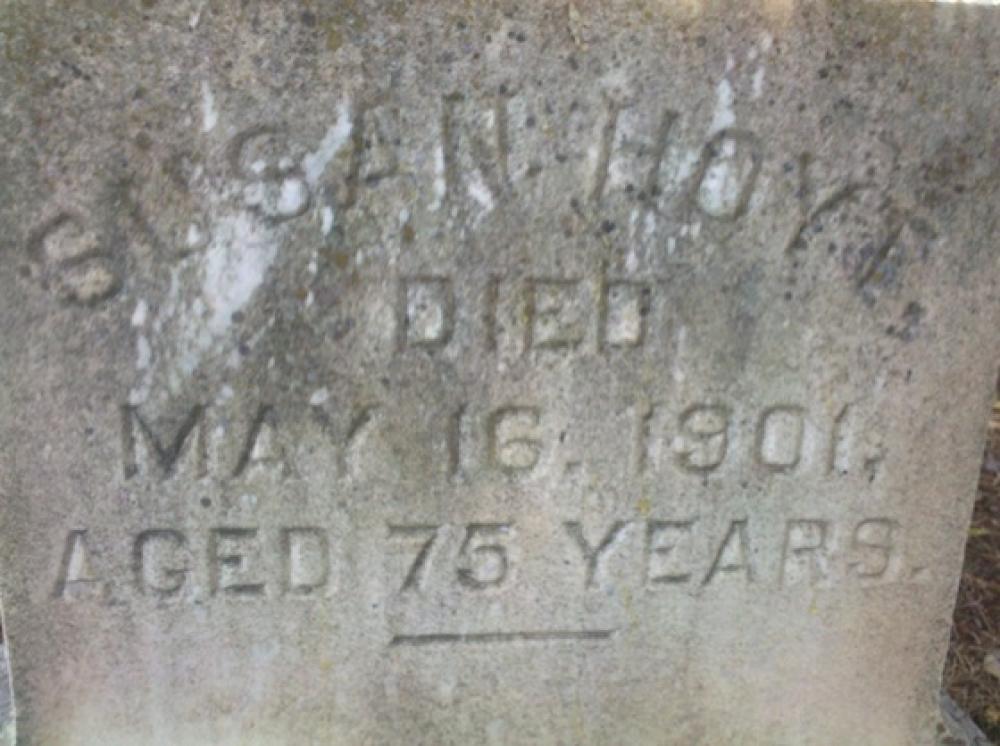 SUSAN HOYT
DIED
MAY 16, 1901,
AGED 75 YEARS.